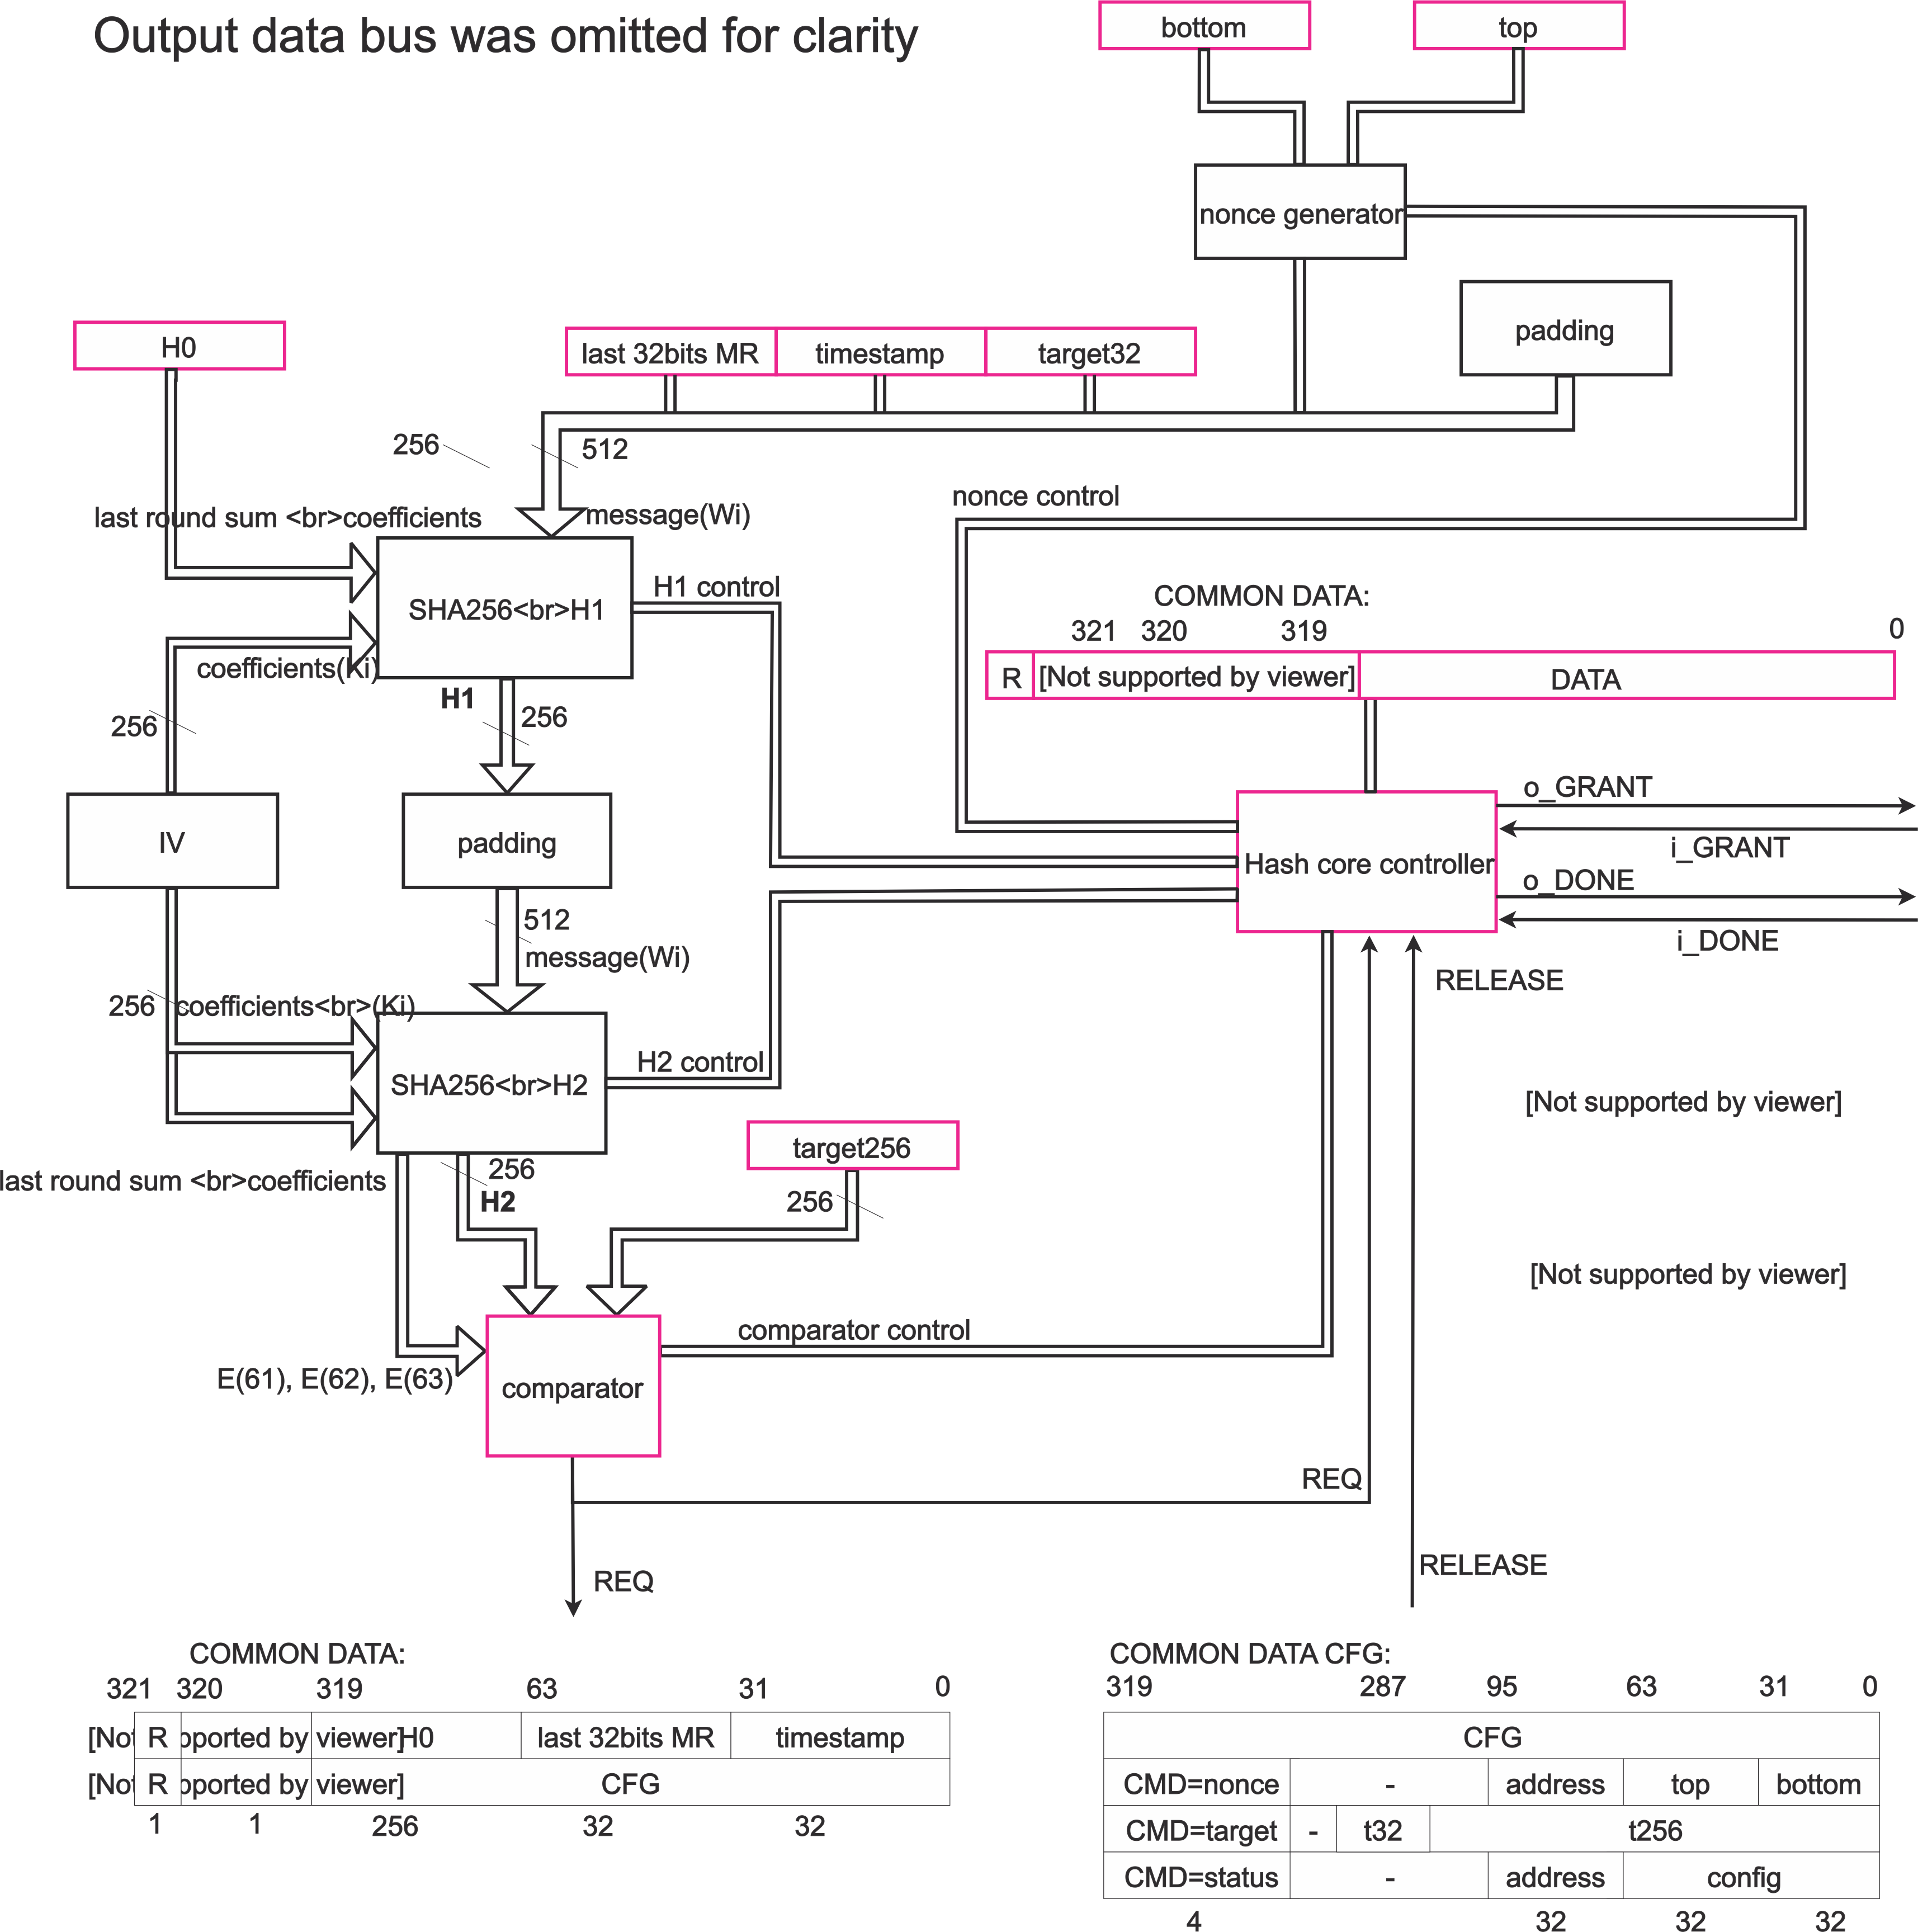 Output data bus was omitted for clarity
bottom
top
nonce generator
padding
H0
last 32bits MR
timestamp
target32
256
512
last round sum <br>coefficients
message(Wi)
nonce control
SHA256<br>H1
H1 control
COMMON DATA:
321
320
319
0
coefficients(Ki)
R
[Not supported by viewer]
DATA
H1
256
256
o_GRANT
i_GRANT
IV
padding
Hash core controller
o_DONE
i_DONE
512
message(Wi)
RELEASE
256
coefficients<br>(Ki)
SHA256<br>H2
H2 control
[Not supported by viewer]
target256
last round sum <br>coefficients
256
H2
256
[Not supported by viewer]
comparator control
E(61), E(62), E(63)
comparator
REQ
REQ
RELEASE
COMMON DATA:
321 320 319 63 31 0
[Not R pported by viewer]H0 last 32bits MR timestamp
[Not R pported by viewer] CFG
1 1 256 32 32
COMMON DATA CFG:
319 287 95 63 31 0
CFG
CMD=nonce - address top bottom
CMD=target - t32 t256
CMD=status - address config
4 32 32 32